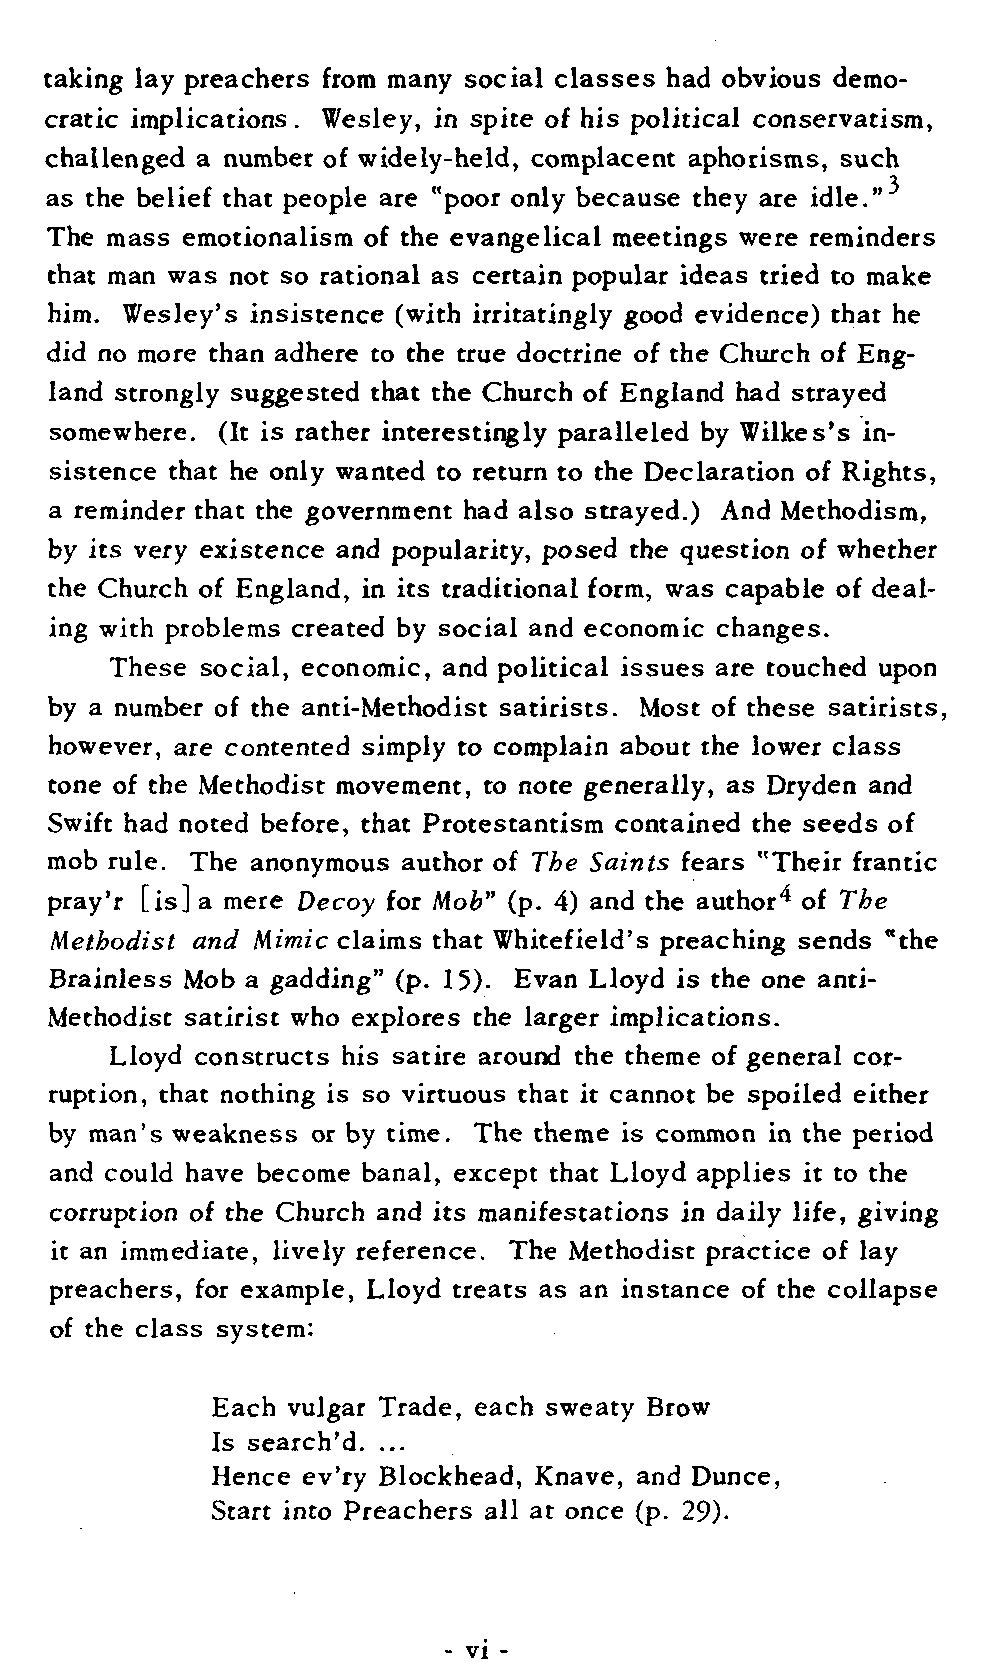 taking lay preachers from many social classes had obvious demo-
cratic implications. Wesley, in spite of his political conservatism,
challenged a number of widely-held, complacent aphorisms, such
as the belief that people are "poor only because they are idle."3
The mass emotionalism of the evangelical meetings were reminders
that man was not so rational as certain popular ideas tried to make
him. Wesley's insistence (with irritatingly good evidence) that he
did no more than adhere to the true doctrine of the Church of Eng-
land strongly suggested that the Church of England had strayed
somewhere. (It is rather interestingly paralleled by Wilkes's in-
sistence that he only wanted to return to the Declaration of Rights,
a reminder that the government had also strayed.) And Methodism,
by its very existence and popularity, posed the question of whether
the Church of England, in its traditional form, was capable of deal-
ing with problems created by social and economic changes.
These social, economic, and political issues are touched upon
by a number of the anti-Methodist satirists. Most of these satirists,
however, are contented simply to complain about the lower class
tone of the Methodist movement, to note generally, as Dryden and
Swift had noted before, that Protestantism contained the seeds of
mob rule. The anonymous author of The Saints fears "Their frantic
pray'r [is] a mere Decoy for Mob" (p. 4) and the author4 of The
Methodist and Mimic claims that Whitefield's preaching sends "the
Brainless Mob a gadding" (p. 15). Evan Lloyd is the one anti-
Methodist satirist who explores the larger implications.
Lloyd constructs his satire around the theme of general cor-
ruption, that nothing is so virtuous that it cannot be spoiled either
by man's weakness or by time. The theme is common in the period
and could have become banal, except that Lloyd applies it to the
corruption of the Church and its manifestations in daily life, giving
it an immediate, lively reference. The Methodist practice of lay
preachers, for example, Lloyd treats as an instance of the collapse
of the class system:
Each vulgar Trade, each sweaty Brow
Is search'd. ...
Hence ev'ry Blockhead, Knave, and Dunce,
Start into Preachers all at once (p. 29).
- vi -